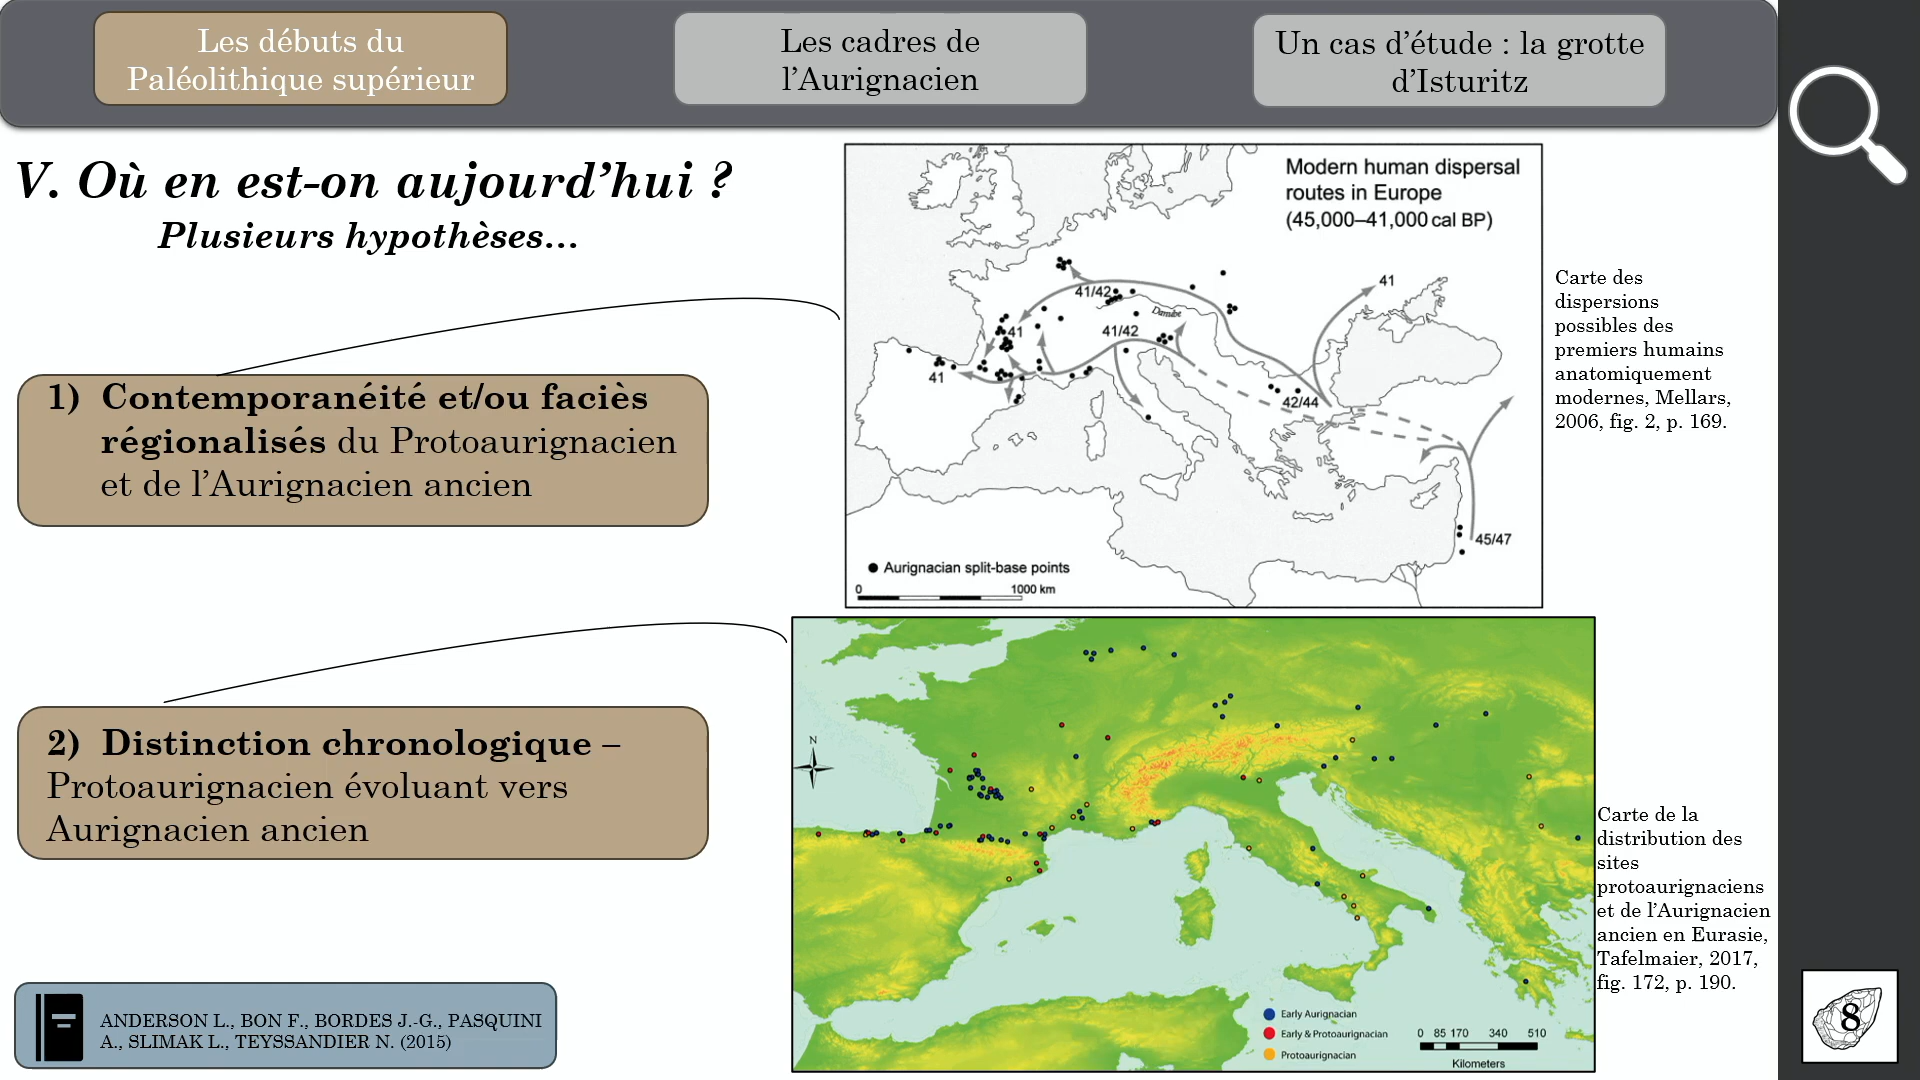 Les débuts du
Paléolithique supérieur
Les cadres de
l’Aurignacien
Un cas d’étude : la grotte
d’Isturitz
V. Où en est-on aujourd’hui ?
Plusieurs hypothèses…
1) Contemporanéité et/ou faciès
régionalisés du Protoaurignacien
et de l’Aurignacien ancien
2) Distinction chronologique –
Protoaurignacien évoluant vers
Aurignacien ancien
ANDERSON L., BON F., BORDES J.-G., PASQUINI
A., SLIMAK L., TEYSSANDIER N. (2015)
Modern human dispersal
routes in Europe
(45,000–41,000 cal BP)
41
41/42
Danube
41
41/42
41
42/44
45/47
Aurignacian split-base points
0 1000 km
Carte des
dispersions
possibles des
premiers humains
anatomiquement
modernes, Mellars,
2006, fig. 2, p. 169.
N
Early Aurignacian
Early & Protoaurignacian
Protoaurignacian
0 85 170 340 510
Kilometers
Carte de la
distribution des
sites
protoaurignaciens
et de l’Aurignacien
ancien en Eurasie,
Tafelmaier, 2017,
fig. 172, p. 190.
8